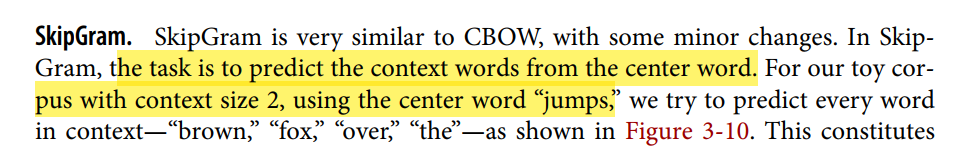 SkipGram. SkipGram is very similar to CBOW, with some minor changes. In Skip-
Gram, the task is to predict the context words from the center word. For our toy cor-
pus with context size 2, using the center word “jumps,” we try to predict every word
in context—“brown,” “fox,” “over,” “the”—as shown in Figure 3-10. This constitutes